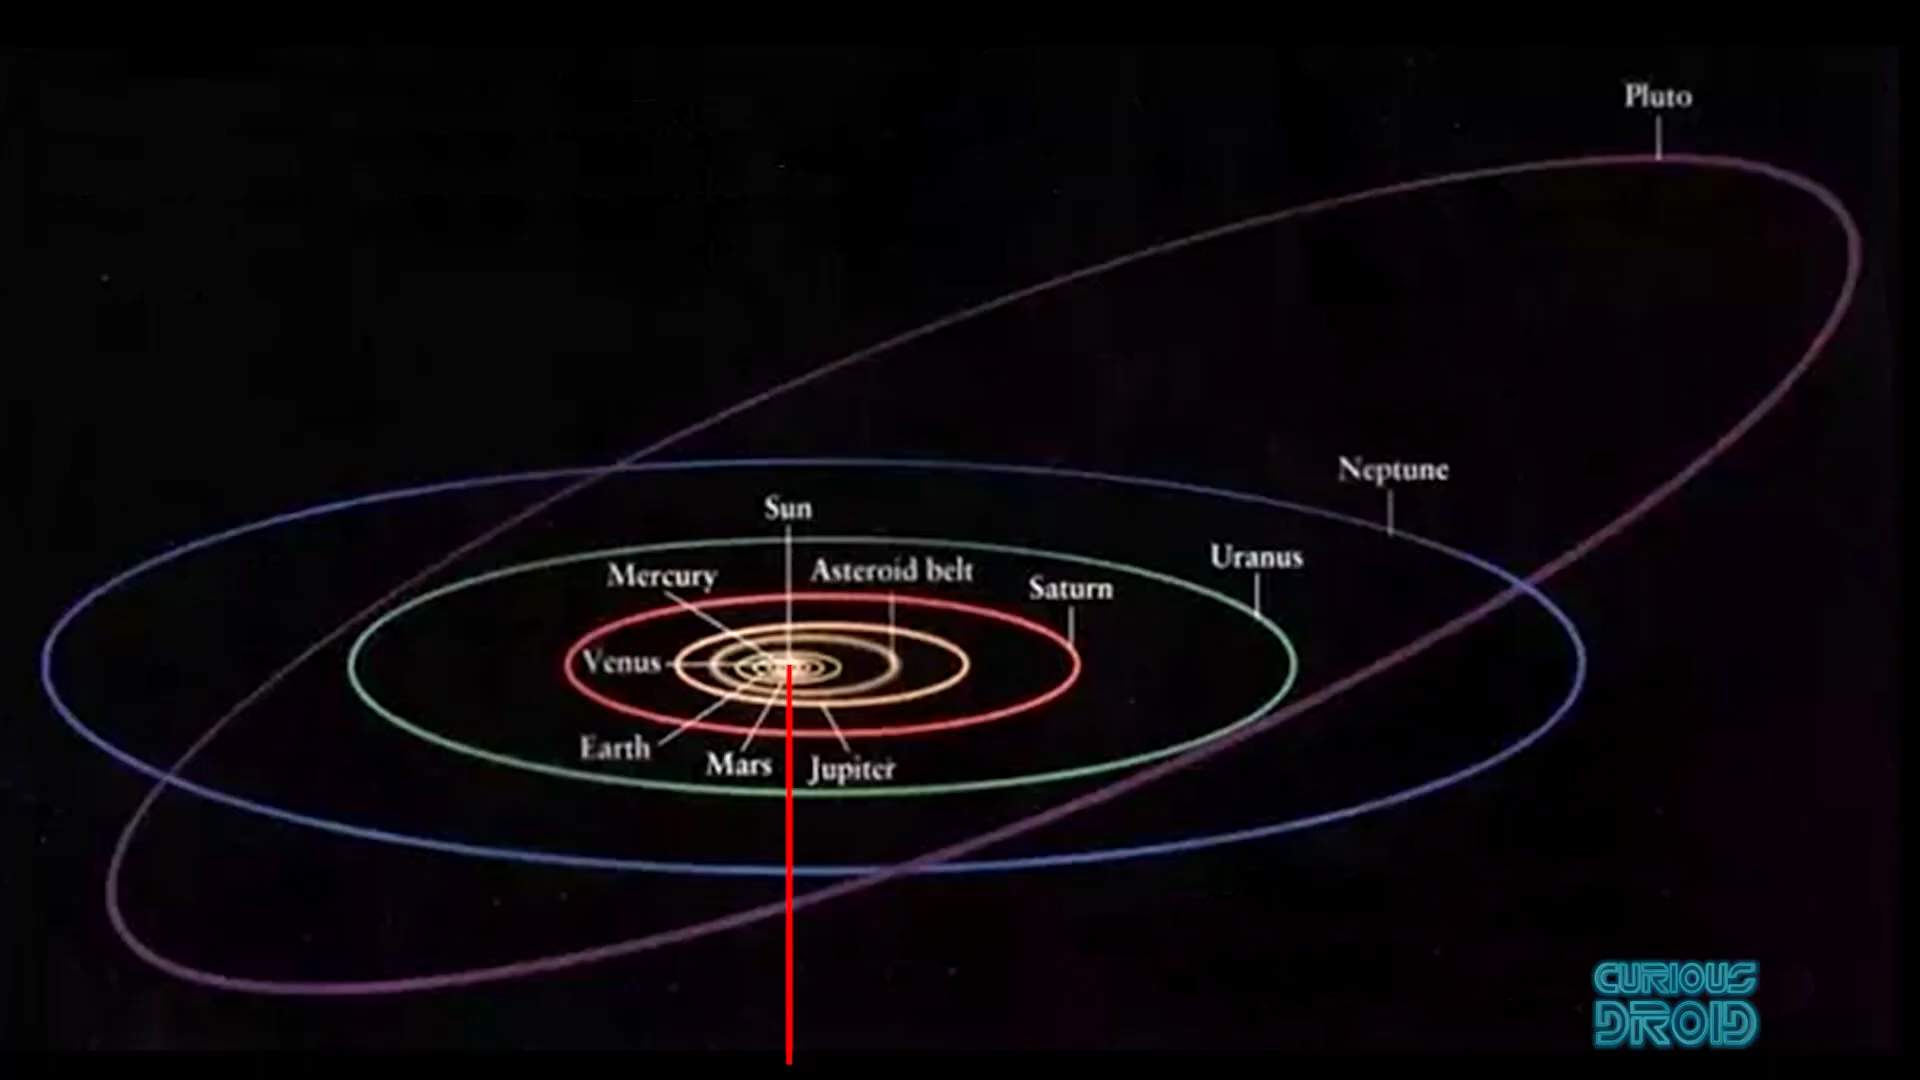 Pluto
Neptune
Sun
Uranus
Mercury
Asteroid belt
Saturn
Venus
Earth
Mars
Jupiter
CURIOUS
DROID